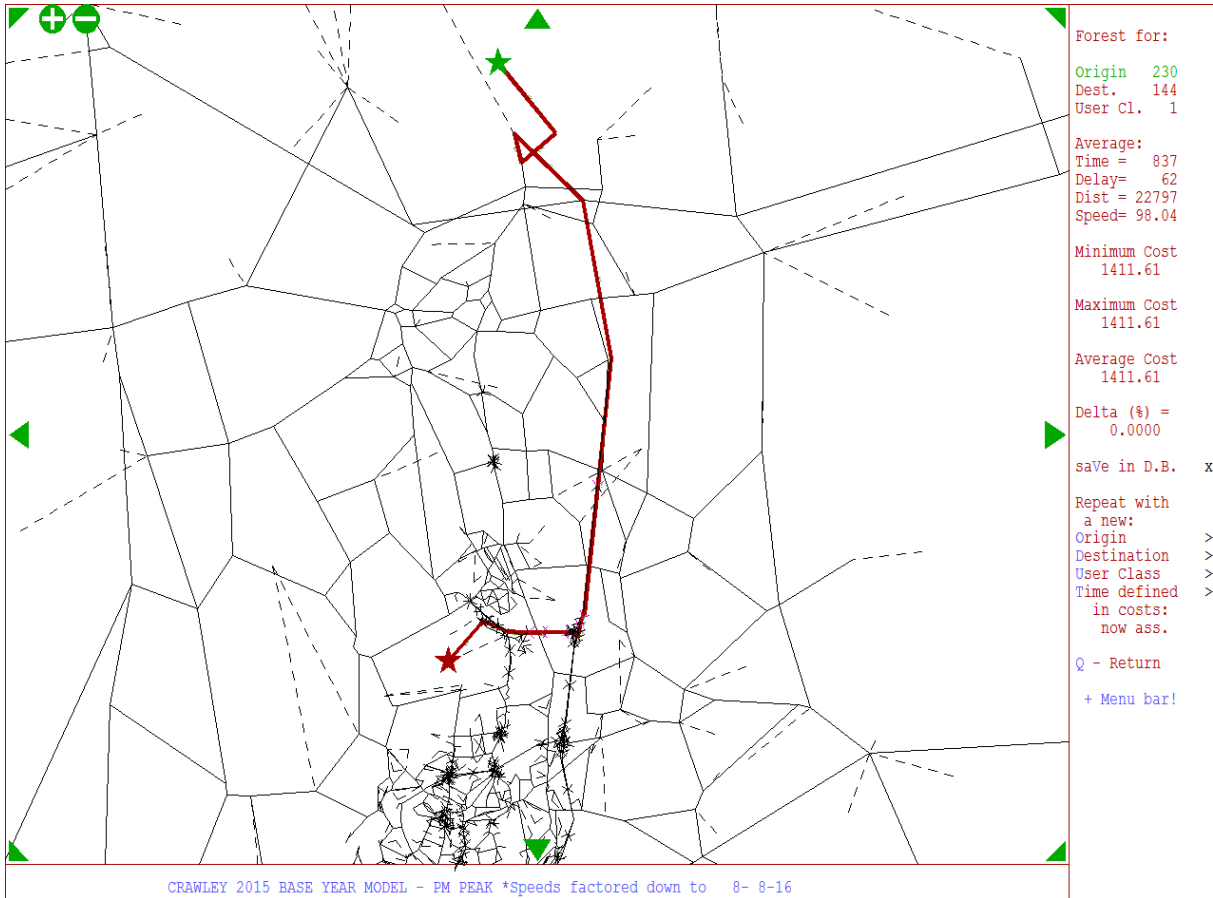 Forest for:
Origin 230
Dest. 144
User Cl. 1
Average:
Time = 837
Delay= 62
Dist = 22797
Speed= 98.04
Minimum Cost
1411.61
Maximum Cost
1411.61
Average Cost
1411.61
Delta (%) =
0.0000
saVe in D.B. x
Repeat with
a new:
Origin >
Destination >
User Class >
Time defined >
in costs:
now ass.
Q - Return
+ Menu bar!
CRAWLEY 2015 BASE YEAR MODEL - PM PEAK *Speeds factored down to 8- 8-16